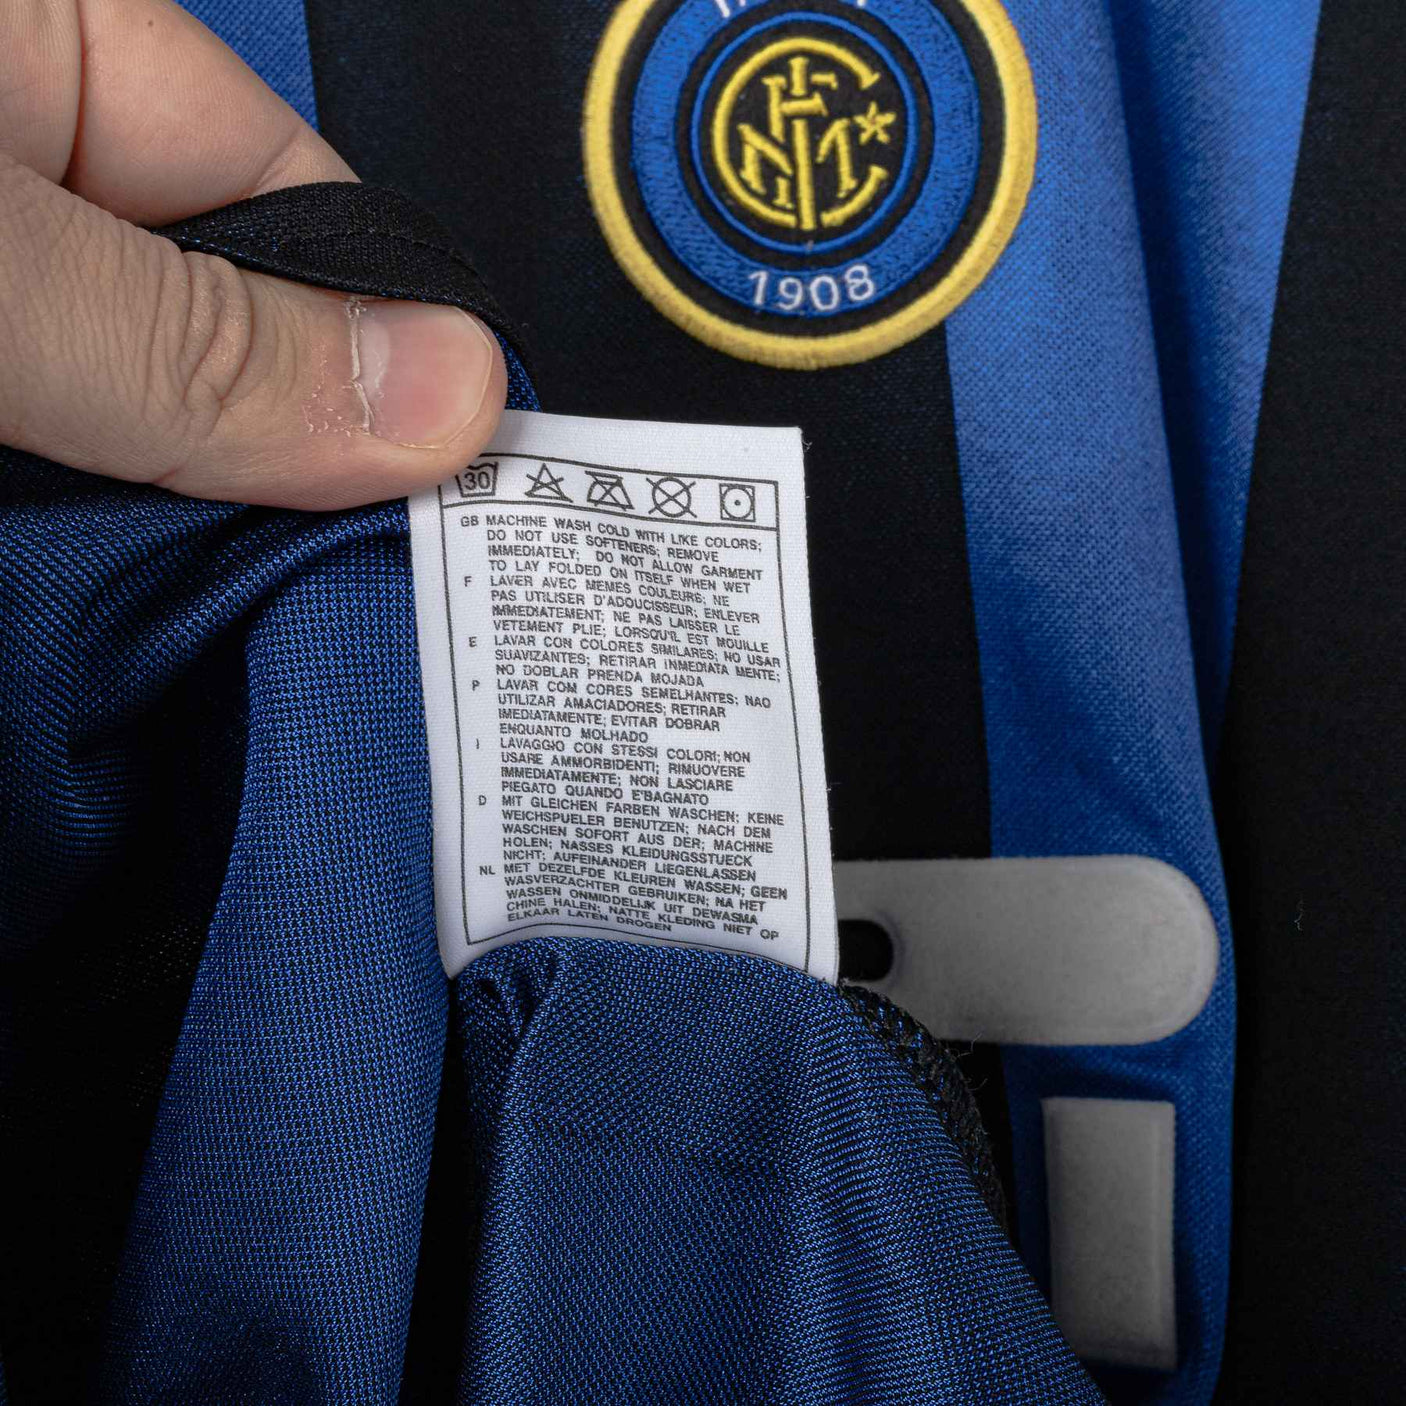 1908
30
GB MACHINE WASH COLD WITH LIKE COLORS;
DO NOT USE SOFTENERS; REMOVE
IMMEDIATELY; DO NOT ALLOW GARMENT
TO LAY FOLDED ON ITSELF WHEN WET
F LAVER AVEC MEMES COULEURS; NE
PAS UTILISER D'ADOUCISSEUR; ENLEVER
IMMEDIATEMENT; NE PAS LAISSER LE
VETEMENT PLIE; LORSQU'IL EST MOUILLE
E LAVAR CON COLORES SIMILARES; NO USAR
SUAVIZANTES; RETIRAR INMEDIATA MENTE;
NO DOBLAR PRENDA MOJADA
P LAVAR COM CORES SEMELHANTES; NAO
UTILIZAR AMACIADORES; RETIRAR
IMEDIATAMENTE; EVITAR DOBRAR
ENQUANTO MOLHADO
I LAVAGGIO CON STESSI COLORI; NON
USARE AMMORBIDENTI; RIMUOVERE
IMMEDIATAMENTE; NON LASCIARE
PIEGATO QUANDO E'BAGNATO
D MIT GLEICHEN FARBEN WASCHEN; KEINE
WEICHSPUELER BENUTZEN; NACH DEM
WASCHEN SOFORT AUS DER; MACHINE
HOLEN; NASSES KLEIDUNGSSTUECK
NICHT; AUFEINANDER LIEGENLASSEN
NL MET DEZELFDE KLEUREN WASSEN; GEEN
WASVERZACHTER GEBRUIKEN; NA HET
WASSEN ONMIDDELIJK UIT DEWASMA
CHINE HALEN; NATTE KLEDING NIET OP
ELKAAR LATEN DROGEN